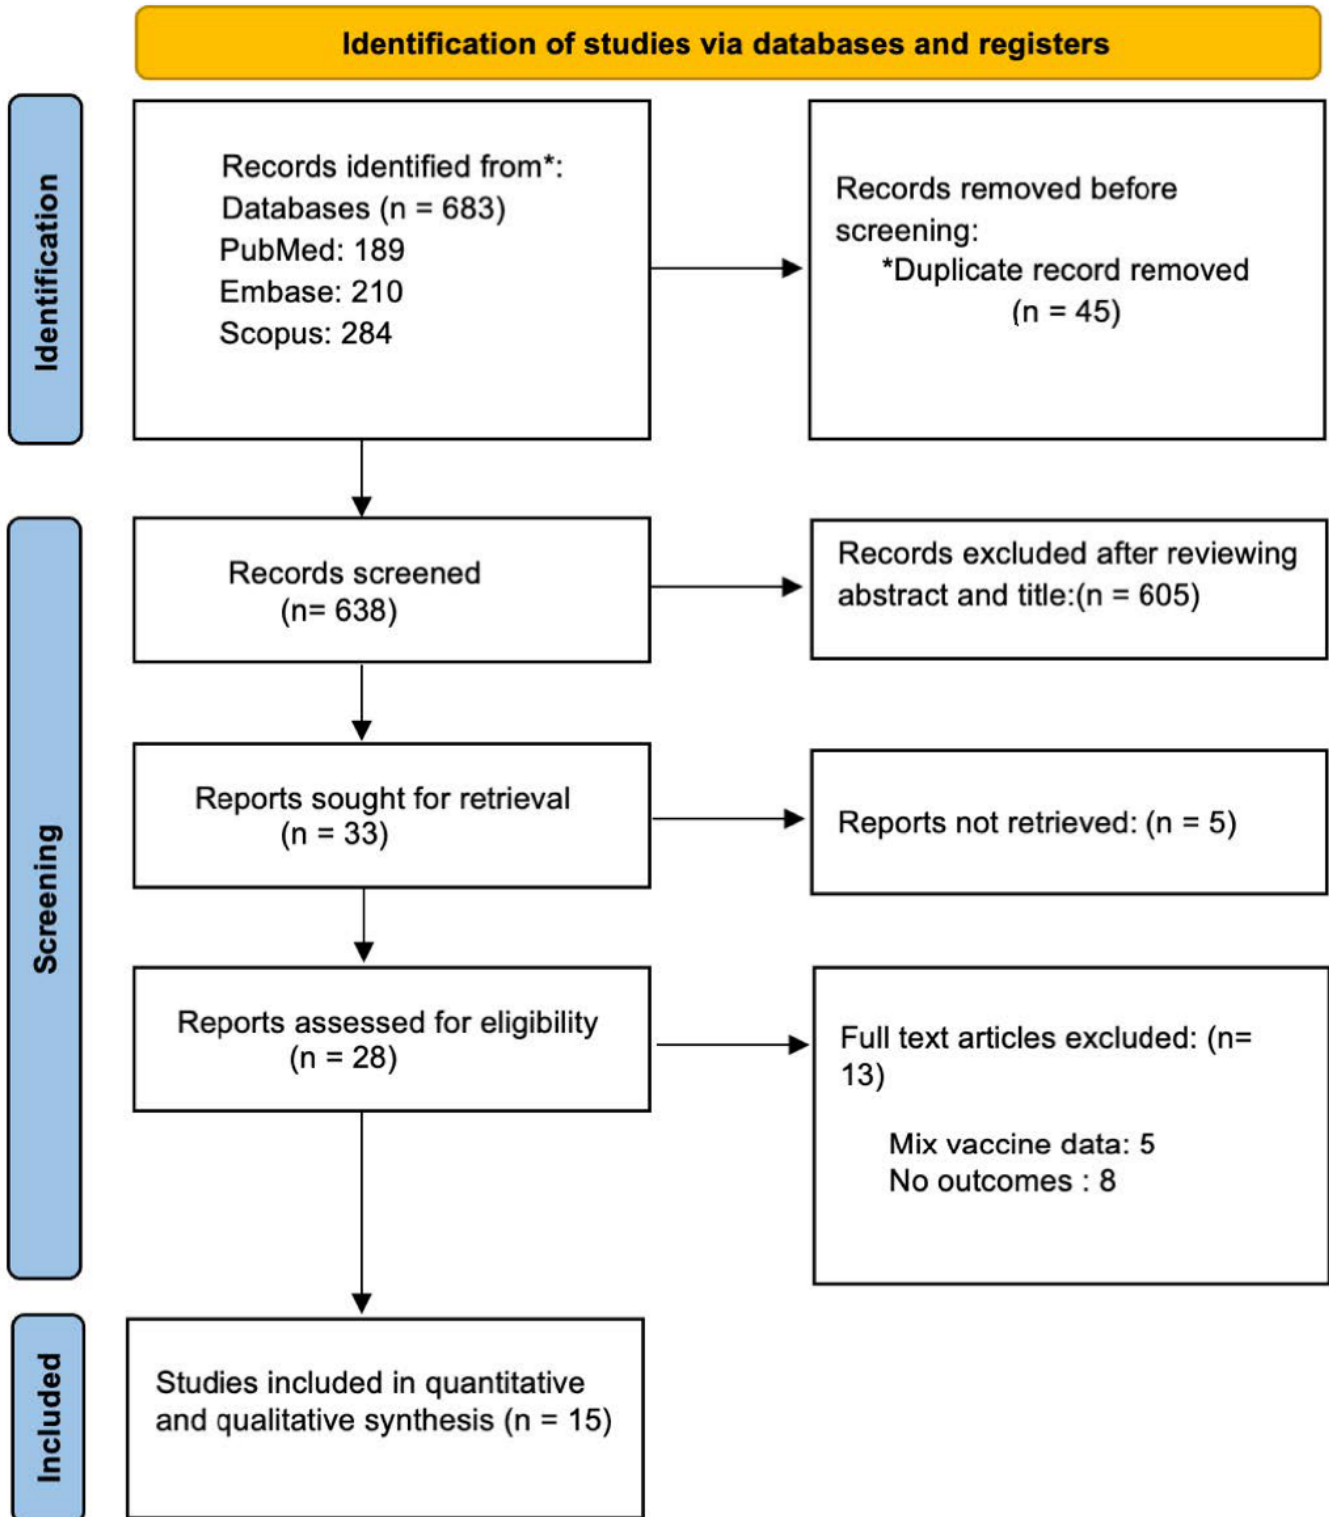 Identification of studies via databases and registers
Identification
Records identified from*:
Databases (n = 683)
PubMed: 189
Embase: 210
Scopus: 284
Records removed before
screening:
*Duplicate record removed
(n = 45)
Screening
Records screened
(n= 638)
Records excluded after reviewing
abstract and title:(n = 605)
Reports sought for retrieval
(n = 33)
Reports not retrieved: (n = 5)
Reports assessed for eligibility
(n = 28)
Full text articles excluded: (n=
13)
Mix vaccine data: 5
No outcomes : 8
Included
Studies included in quantitative
and qualitative synthesis (n = 15)